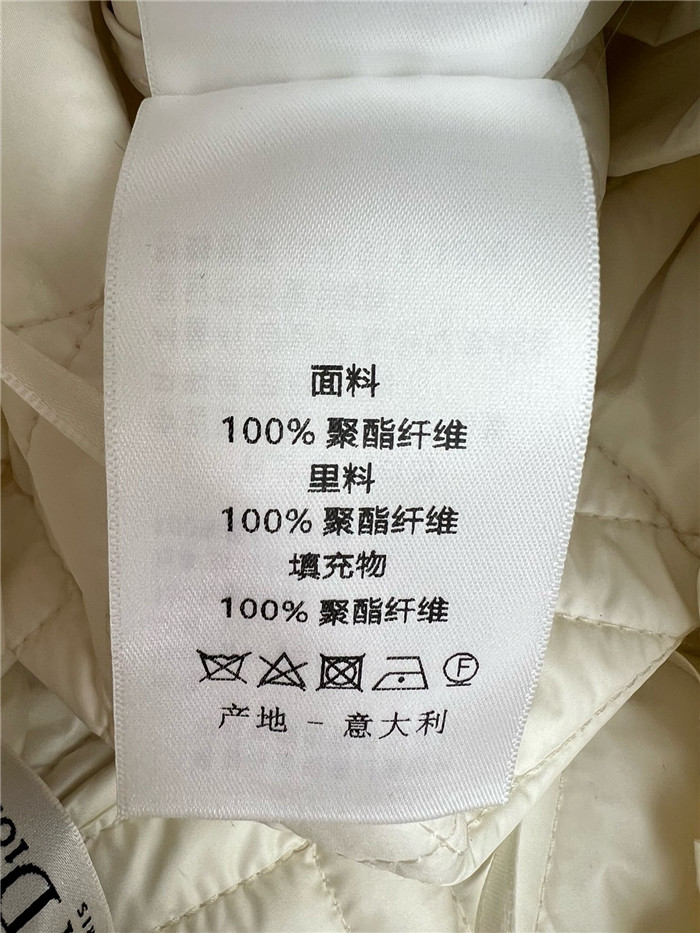 面料
100% 聚酯纤维
里料
100% 聚酯纤维
填充物
100% 聚酯纤维
F
产地 - 意大利